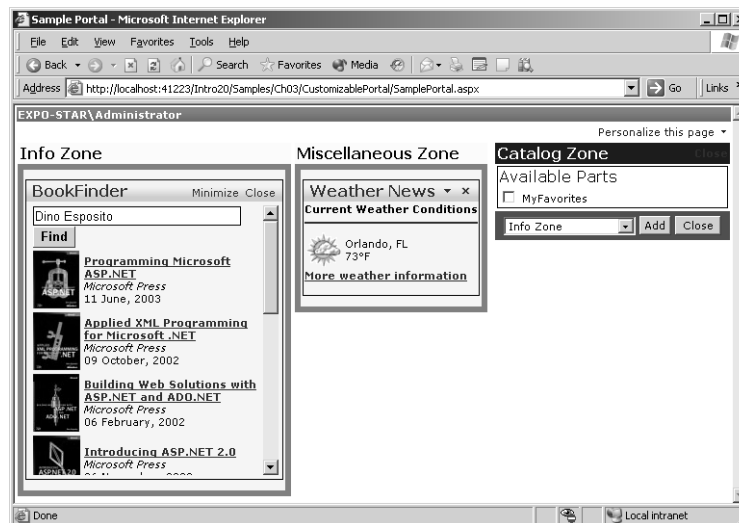 Sample Portal - Microsoft Internet Explorer
File Edit View Favorites Tools Help
Back Search Favorites Media
Address http://localhost:41223/Intro20/Samples/Ch03/CustomizablePortal/SamplePortal.aspx Go Links
EXPO-STAR\Administrator
Personalize this page
Info Zone
BookFinder Minimize Close
Dino Esposito
Find
Programming Microsoft
ASP.NET
Microsoft Press
11 June, 2003
Applied XML Programming
for Microsoft .NET
Microsoft Press
09 October, 2002
Building Web Solutions with
ASP.NET and ADO.NET
Microsoft Press
06 February, 2002
Introducing ASP.NET 2.0
Microsoft Press
Miscellaneous Zone
Weather News
Current Weather Conditions
Orlando, FL
73°F
More weather information
Catalog Zone Close
Available Parts
MyFavorites
Info Zone Add Close
Done Local intranet